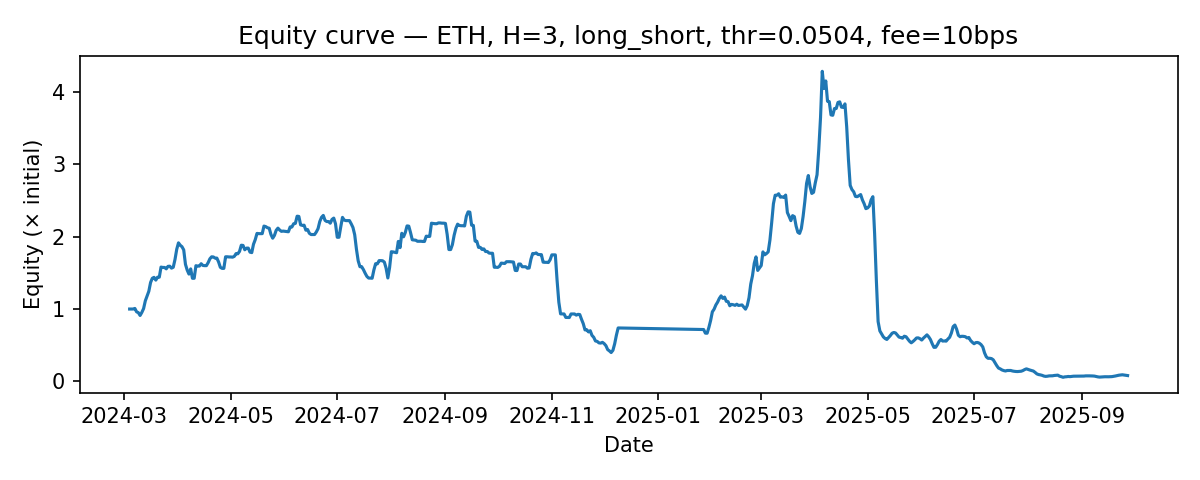 Equity curve — ETH, H=3, long_short, thr=0.0504, fee=10bps
Equity (× initial)
4
3
2
1
0
2024-03 2024-05 2024-07 2024-09 2024-11 2025-01 2025-03 2025-05 2025-07 2025-09
Date